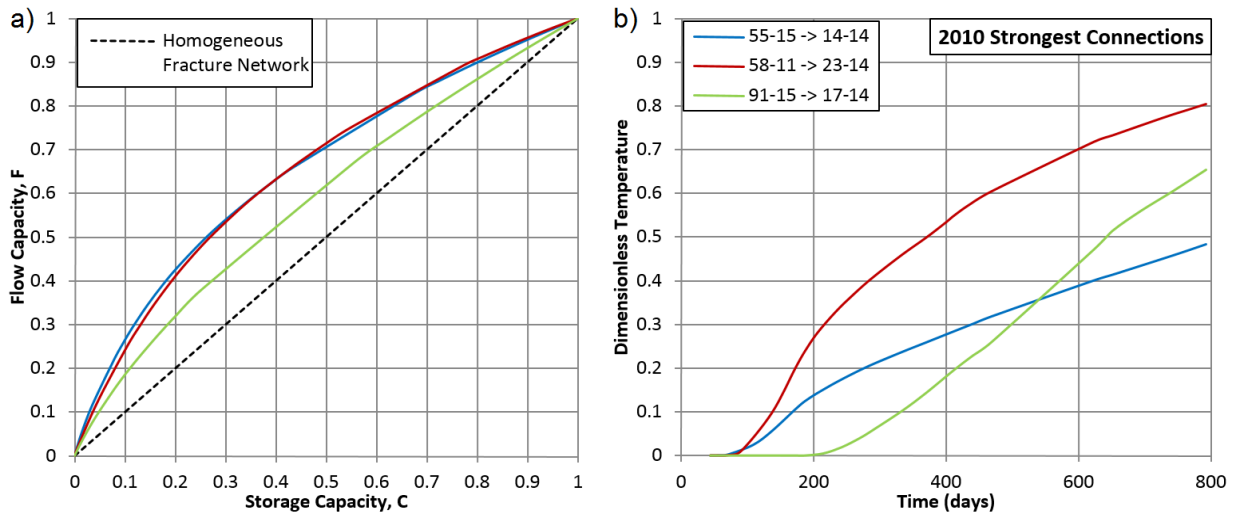 a)
Homogeneous
Fracture Network
1
0.9
0.8
0.7
0.6
0.5
0.4
0.3
0.2
0.1
0
Flow Capacity, F
0 0.1 0.2 0.3 0.4 0.5 0.6 0.7 0.8 0.9 1
Storage Capacity, C
b)
55-15 -> 14-14
58-11 -> 23-14
91-15 -> 17-14
2010 Strongest Connections
1
0.9
0.8
0.7
0.6
0.5
0.4
0.3
0.2
0.1
0
Dimensionless Temperature
0 200 400 600 800
Time (days)